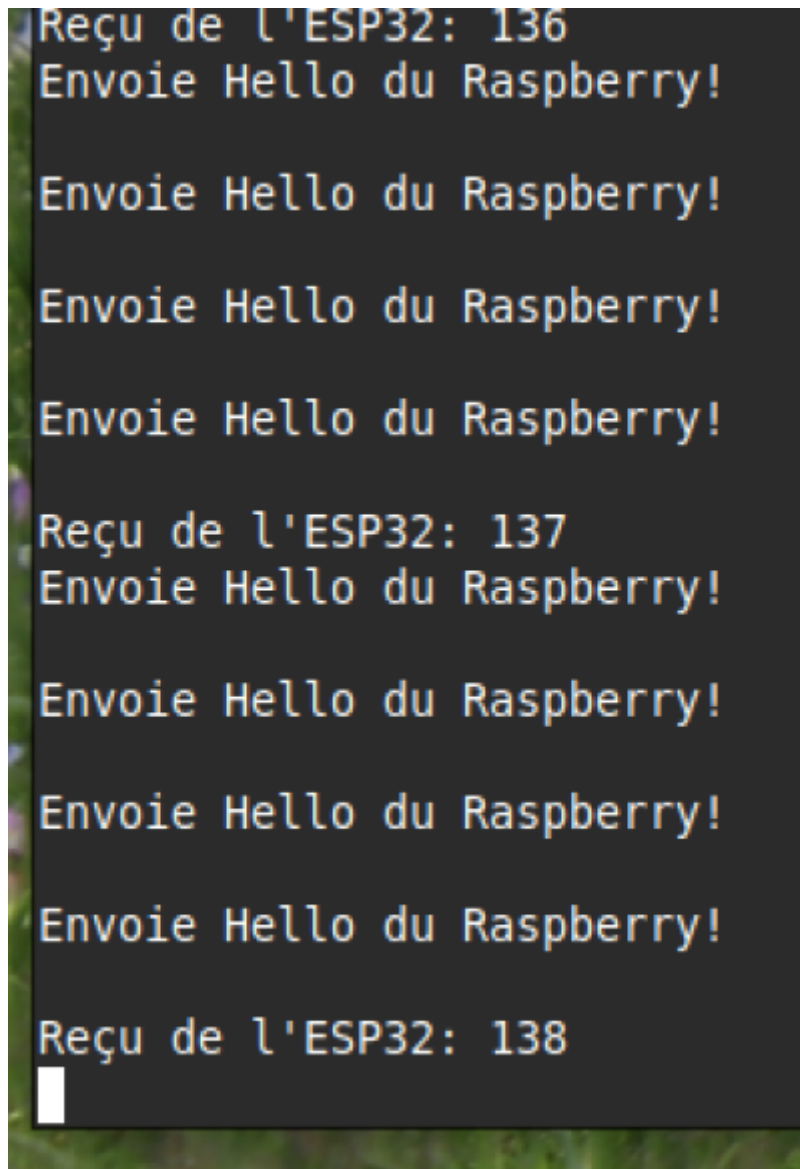 Reçu de l'ESP32: 136
Envoie Hello du Raspberry!
Envoie Hello du Raspberry!
Envoie Hello du Raspberry!
Envoie Hello du Raspberry!
Reçu de l'ESP32: 137
Envoie Hello du Raspberry!
Envoie Hello du Raspberry!
Envoie Hello du Raspberry!
Envoie Hello du Raspberry!
Reçu de l'ESP32: 138